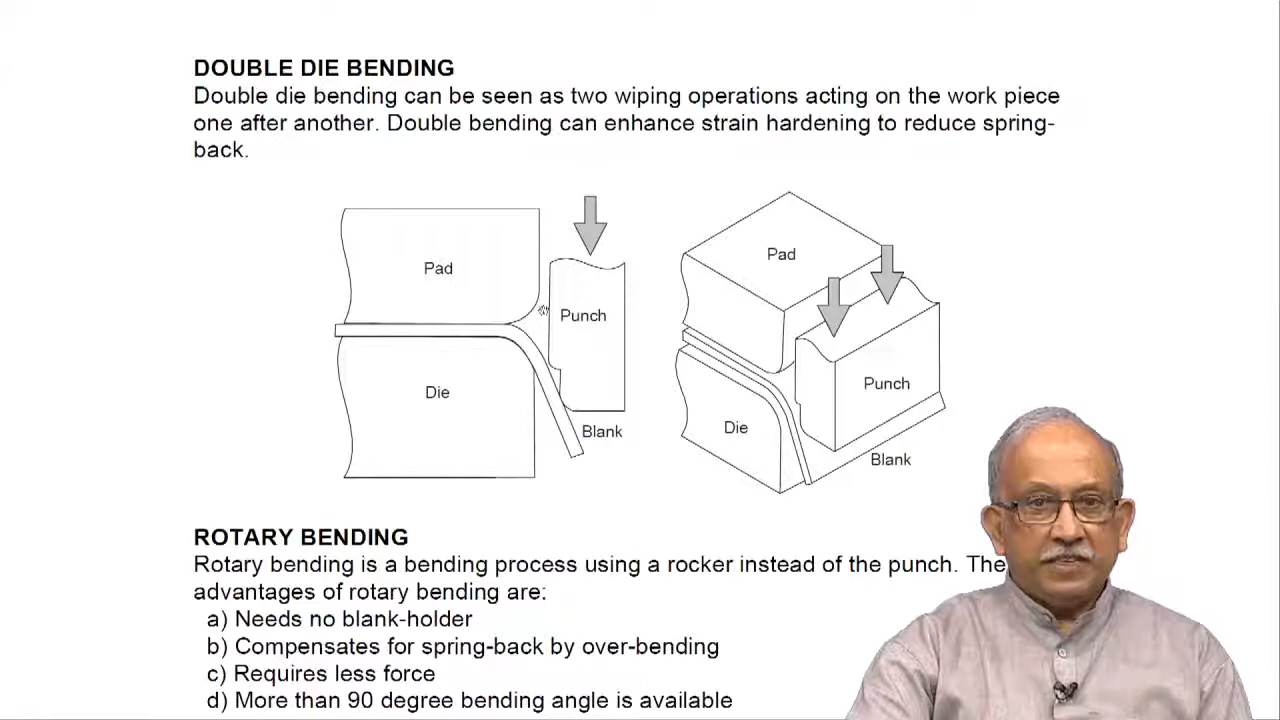 DOUBLE DIE BENDING
Double die bending can be seen as two wiping operations acting on the work piece
one after another. Double bending can enhance strain hardening to reduce spring-
back.
Pad
Punch
Die
Blank
Pad
Punch
Die
Blank
ROTARY BENDING
Rotary bending is a bending process using a rocker instead of the punch. The
advantages of rotary bending are:
a) Needs no blank-holder
b) Compensates for spring-back by over-bending
c) Requires less force
d) More than 90 degree bending angle is available